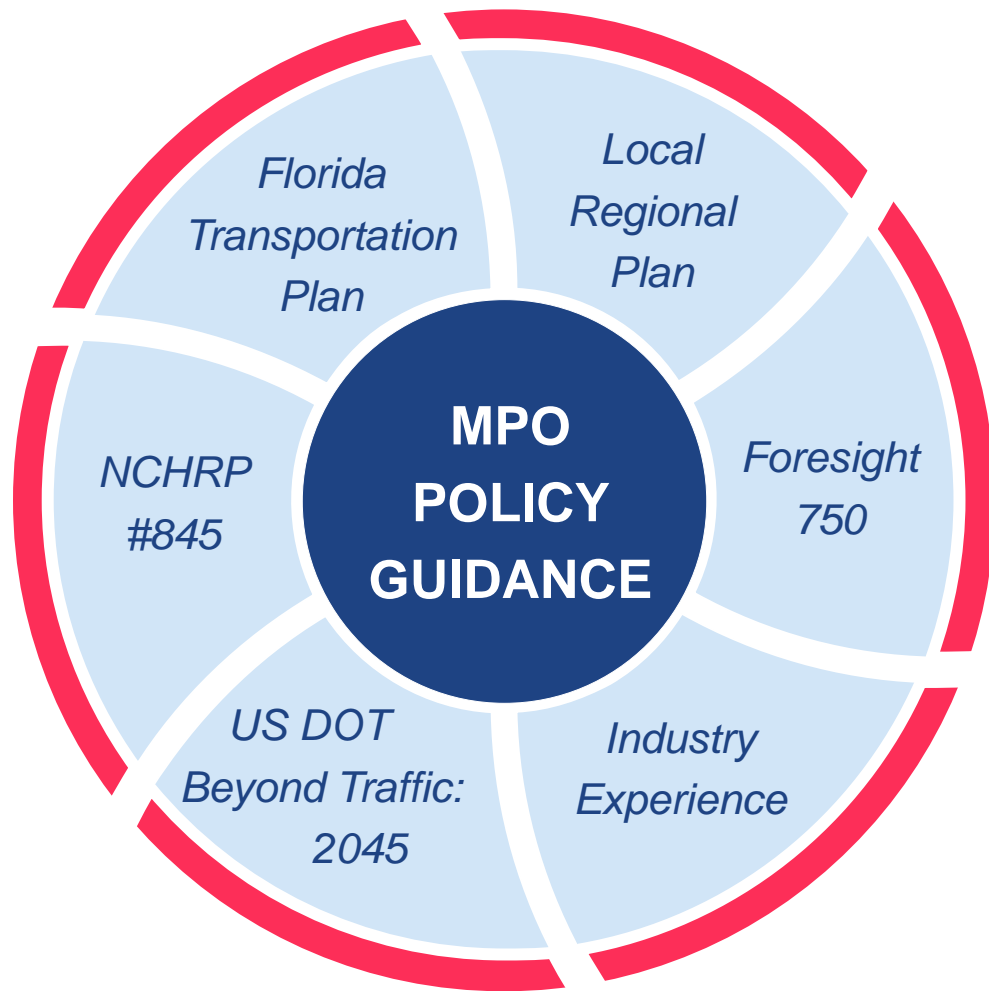 Florida
Transportation
Plan
Local
Regional
Plan
Foresight
750
Industry
Experience
US DOT
Beyond Traffic:
2045
NCHRP
#845
MPO
POLICY
GUIDANCE